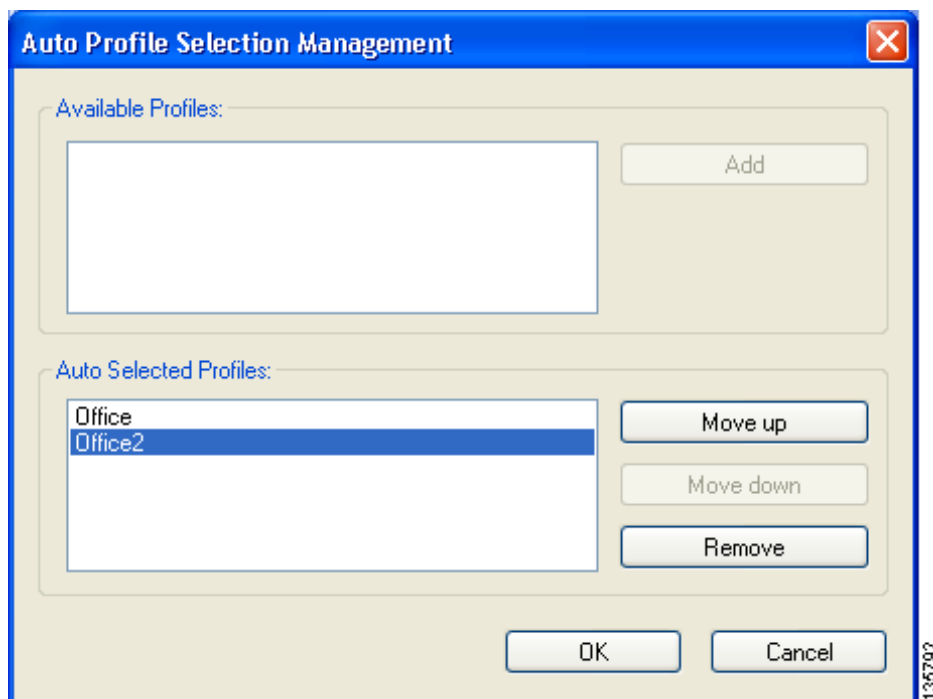 Auto Profile Selection Management
Available Profiles:
Add
Auto Selected Profiles:
Office
Office2
Move up
Move down
Remove
OK
Cancel
135792